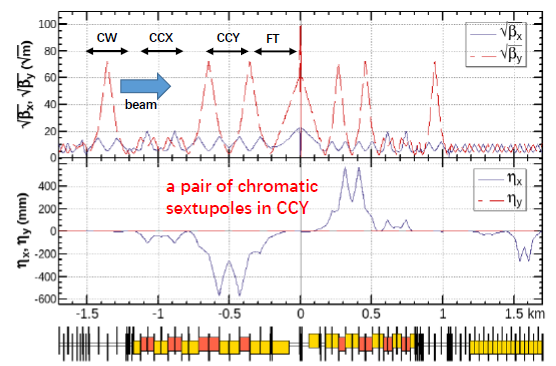 100
80
60
40
20
0
√βx, √βy (√m)
CW
CCX
CCY
FT
beam
√βx
√βy
400
200
0
-200
-400
-600
ηx, ηy (mm)
a pair of chromatic
sextupoles in CCY
ηx
ηy
-1.5
-1
-0.5
0
0.5
1
1.5 km